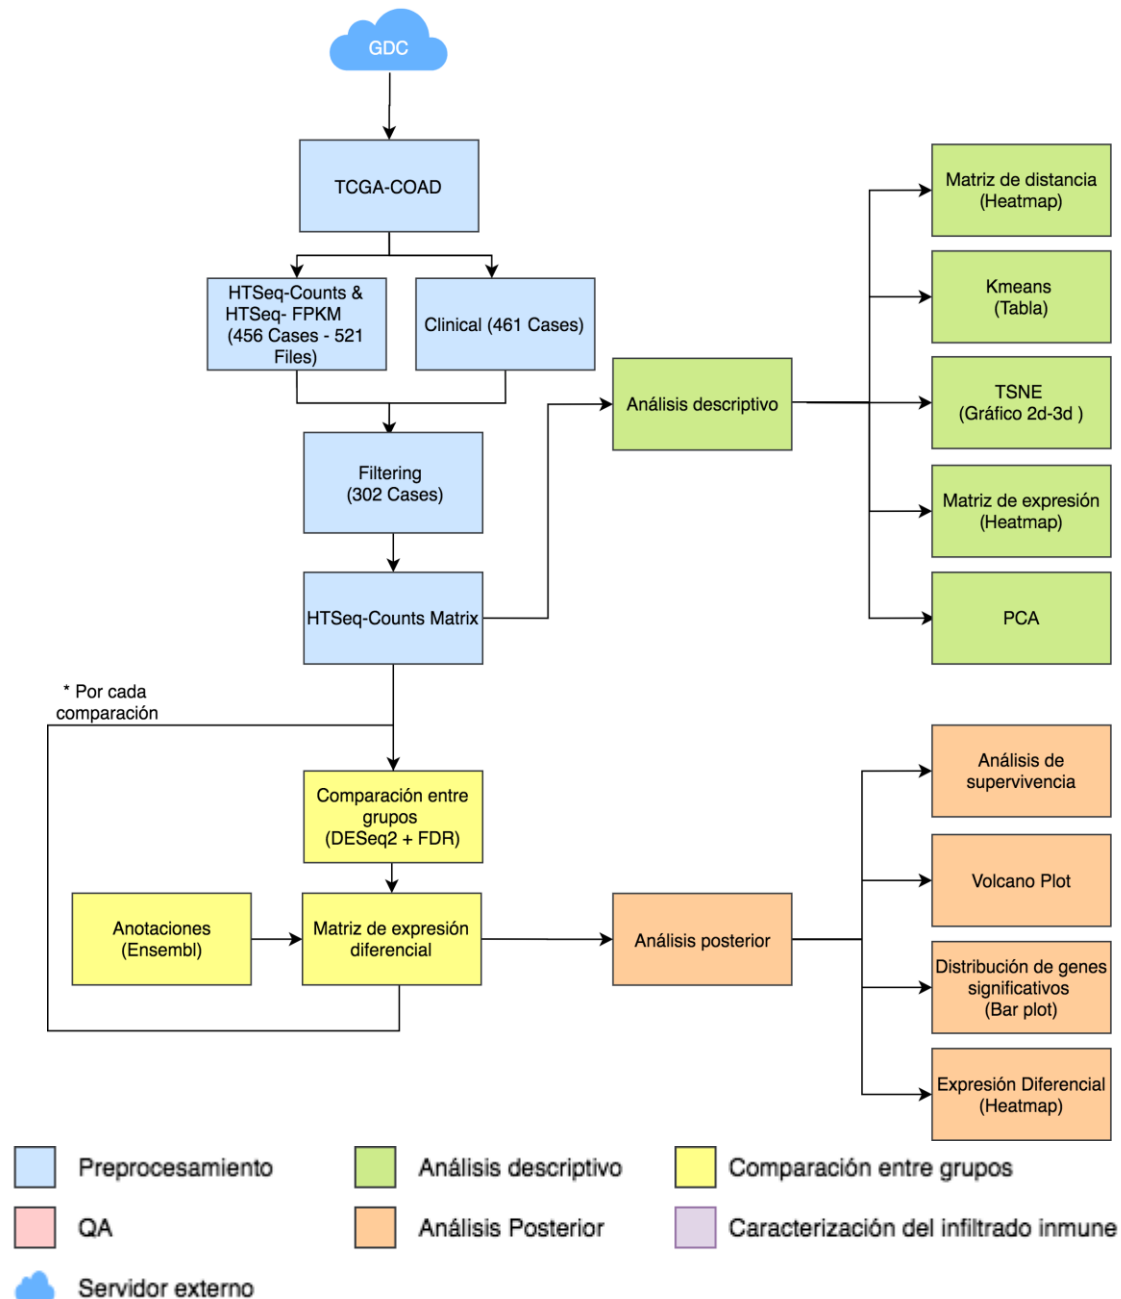 GDC
TCGA-COAD
HTSeq-Counts &
HTSeq- FPKM
(456 Cases - 521
Files)
Clinical (461 Cases)
Filtering
(302 Cases)
HTSeq-Counts Matrix
Análisis descriptivo
Matriz de distancia
(Heatmap)
Kmeans
(Tabla)
TSNE
(Gráfico 2d-3d )
Matriz de expresión
(Heatmap)
PCA
* Por cada
comparación
Comparación entre
grupos
(DESeq2 + FDR)
Anotaciones
(Ensembl)
Matriz de expresión
diferencial
Análisis posterior
Análisis de
supervivencia
Volcano Plot
Distribución de genes
significativos
(Bar plot)
Expresión Diferencial
(Heatmap)
Preprocesamiento
Análisis descriptivo
Comparación entre grupos
QA
Análisis Posterior
Caracterización del infiltrado inmune
Servidor externo